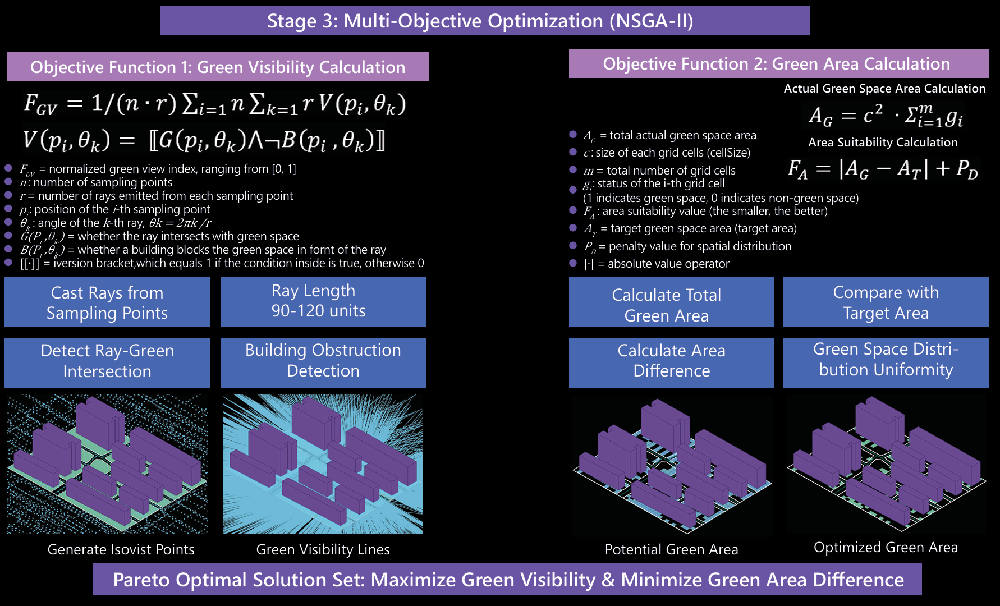 Stage 3: Multi-Objective Optimization (NSGA-II)
Objective Function 1: Green Visibility Calculation
F_GV = 1/(n · r) ∑_{i=1} n ∑_{k=1} r V(p_i, θ_k)
V(p_i, θ_k) = ⟦G(p_i, θ_k)⋀¬B(p_i , θ_k)⟧
F_GV = normalized green view index, ranging from [0, 1]
n : number of sampling points
r = number of rays emitted from each sampling point
p_i : position of the i-th sampling point
θ_k : angle of the k-th ray, θk = 2πk/r
G(P_i ,θ_k) = whether the ray intersects with green space
B(P_i ,θ_k) = whether a building blocks the green space in fornt of the ray
[[·]] = iversion bracket,which equals 1 if the condition inside is true, otherwise 0
Cast Rays from
Sampling Points
Ray Length
90-120 units
Detect Ray-Green
Intersection
Building Obstruction
Detection
Generate Isovist Points
Green Visibility Lines
Objective Function 2: Green Area Calculation
Actual Green Space Area Calculation
A_G = c² · Σ_{i=1}^m g_i
Area Suitability Calculation
F_A = |A_G − A_T| + P_D
A_G = total actual green space area
c : size of each grid cells (cellSize)
m = total number of grid cells
g_i : status of the i-th grid cell
(1 indicates green space, 0 indicates non-green space)
F_A : area suitability value (the smaller, the better)
A_T = target green space area (target area)
P_D = penalty value for spatial distribution
|·| = absolute value operator
Calculate Total
Green Area
Compare with
Target Area
Calculate Area
Difference
Green Space Distri-
bution Uniformity
Potential Green Area
Optimized Green Area
Pareto Optimal Solution Set: Maximize Green Visibility & Minimize Green Area Difference